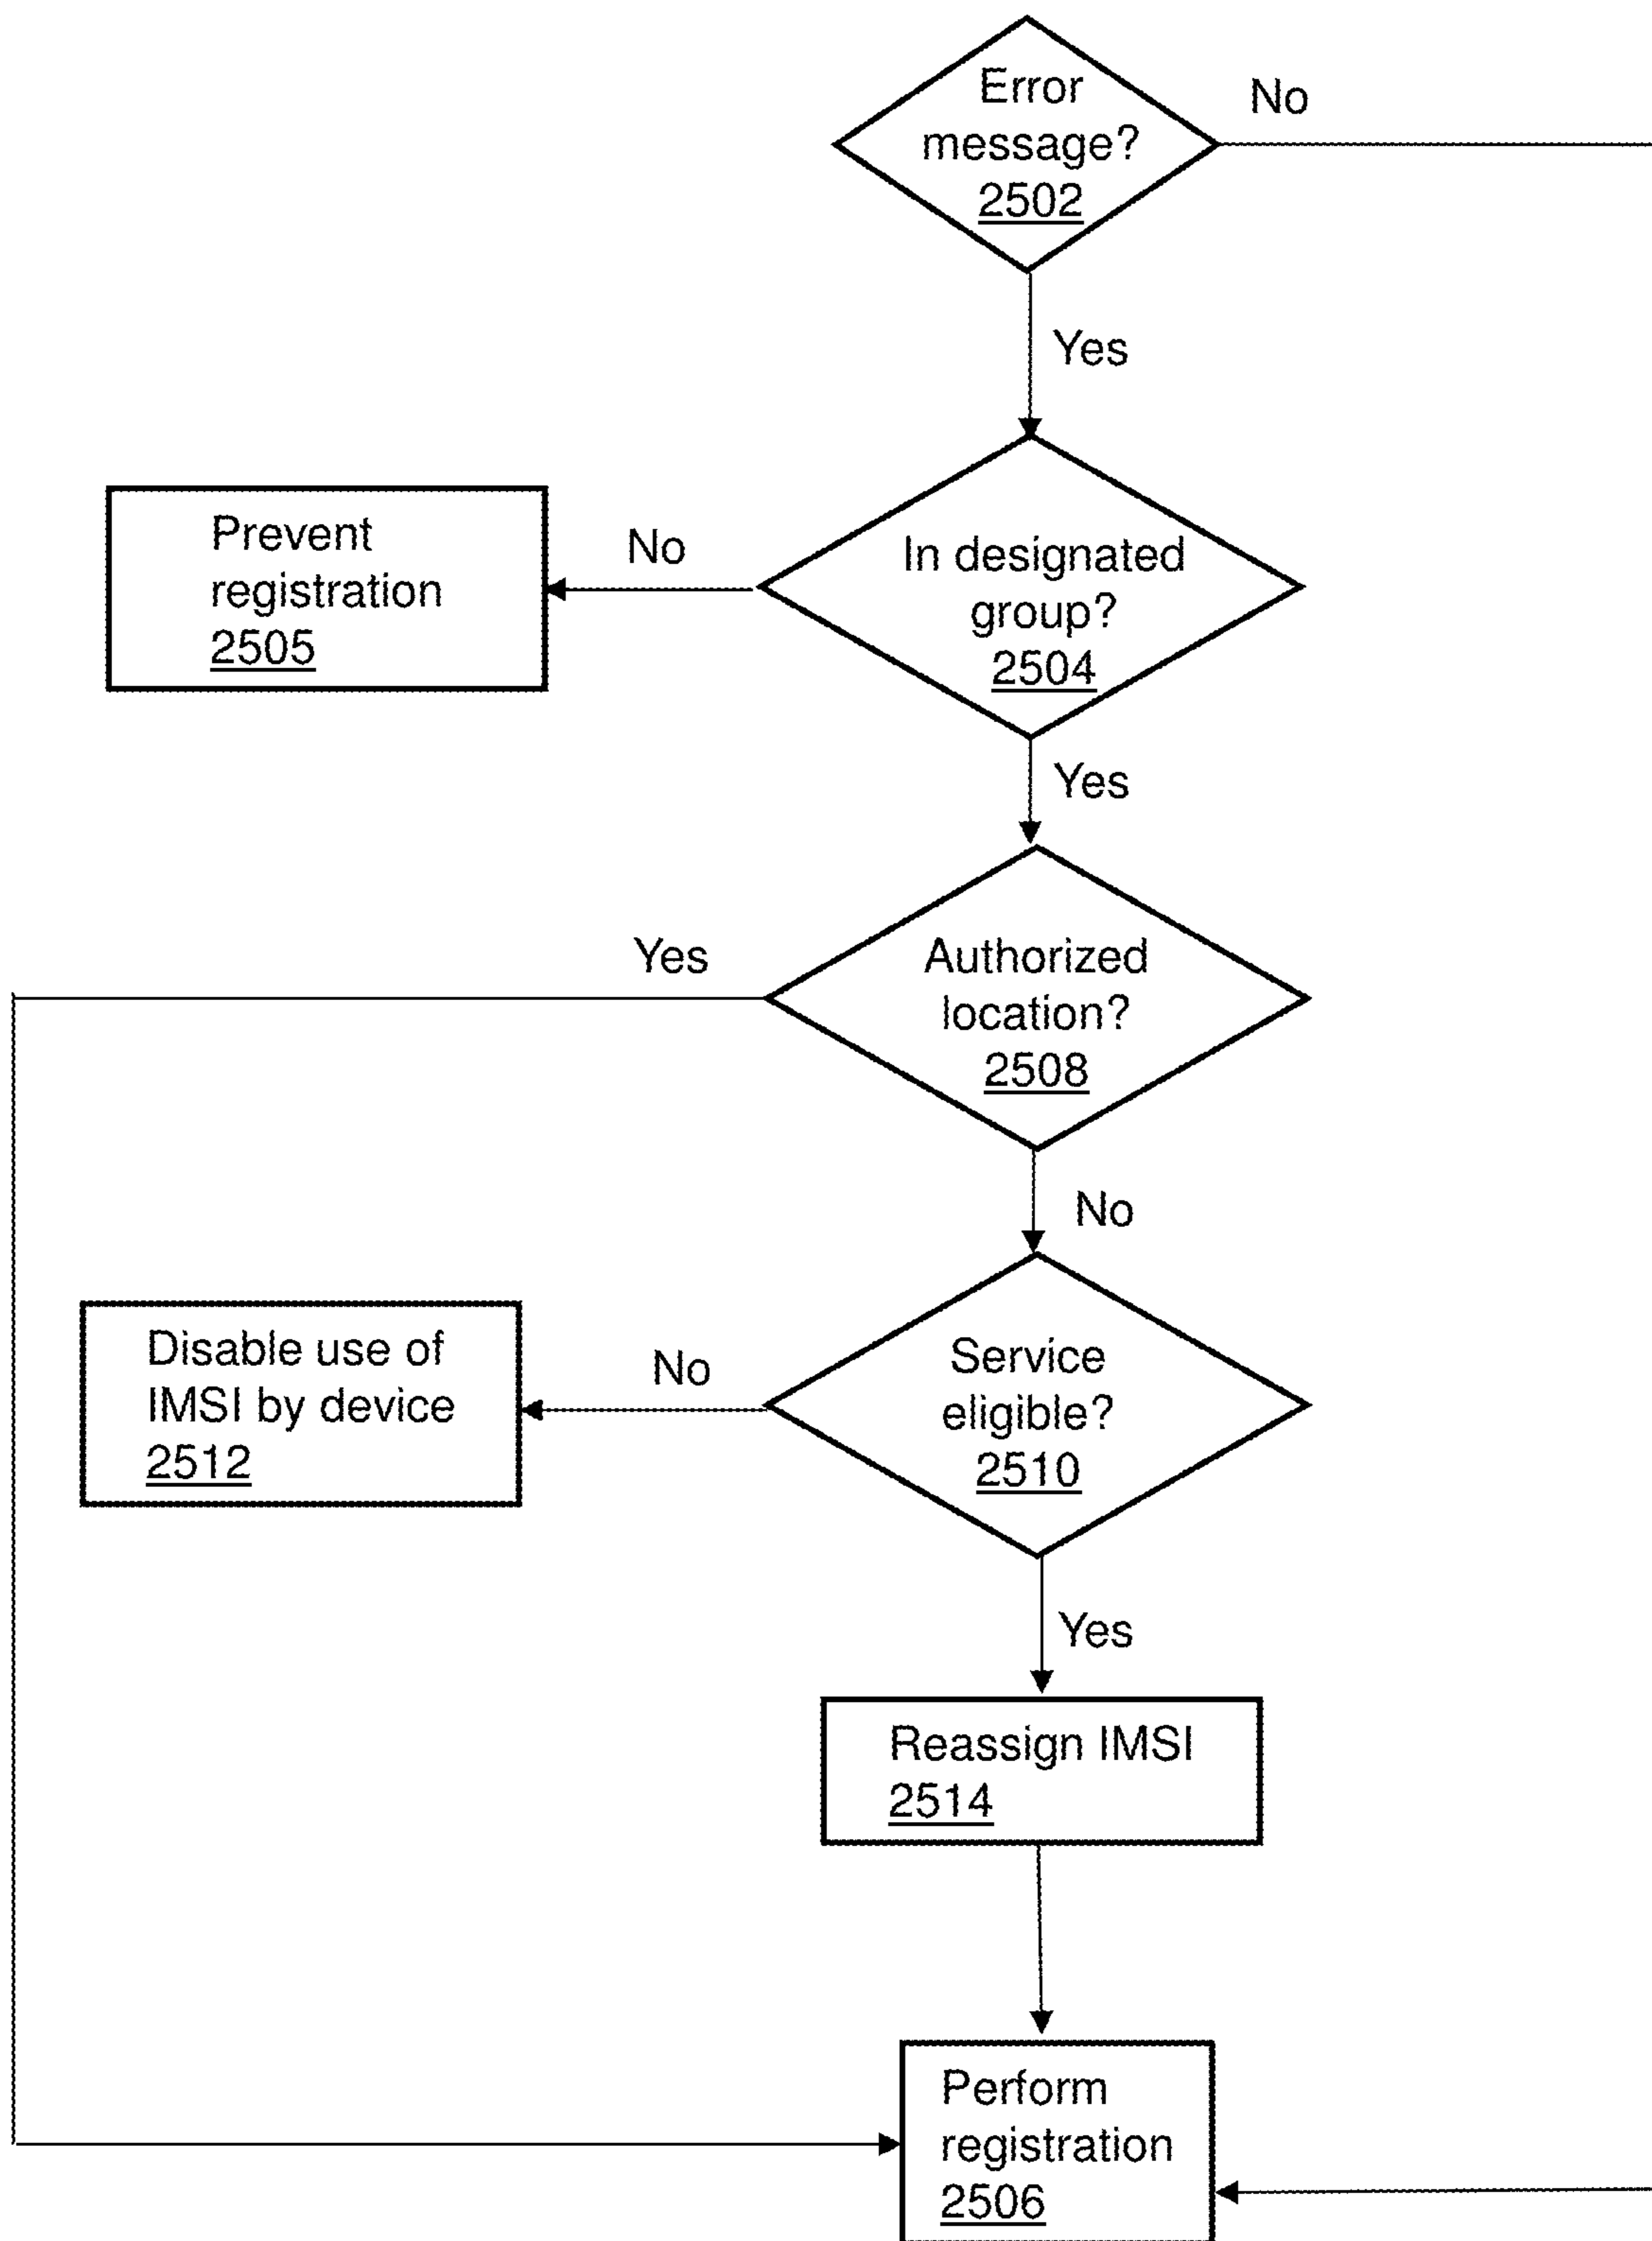 Error
message?
2502
No
Yes
In designated
group?
2504
No
Prevent
registration
2505
Yes
Authorized
location?
2508
Yes
No
Service
eligible?
2510
No
Disable use of
IMSI by device
2512
Yes
Reassign IMSI
2514
Perform
registration
2506